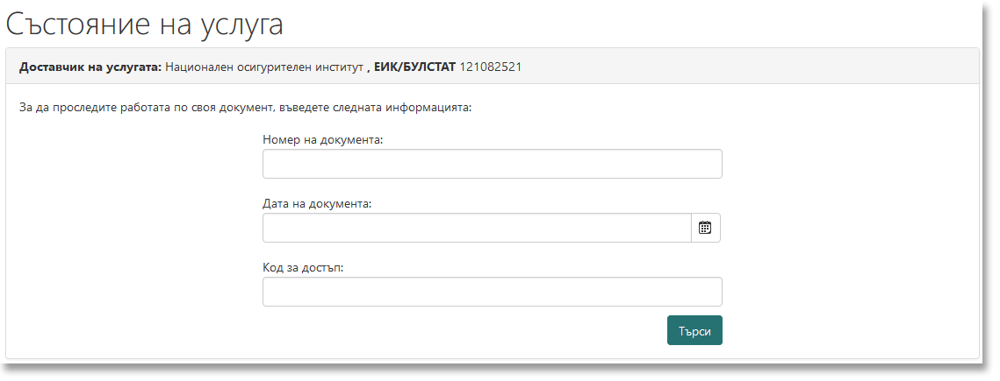 Състояние на услуга
Доставчик на услугата: Национален осигурителен институт , ЕИК/БУЛСТАТ 121082521
За да проследите работата по своя документ, въведете следната информацията:
Номер на документа:
Дата на документа:
Код за достъп:
Търси